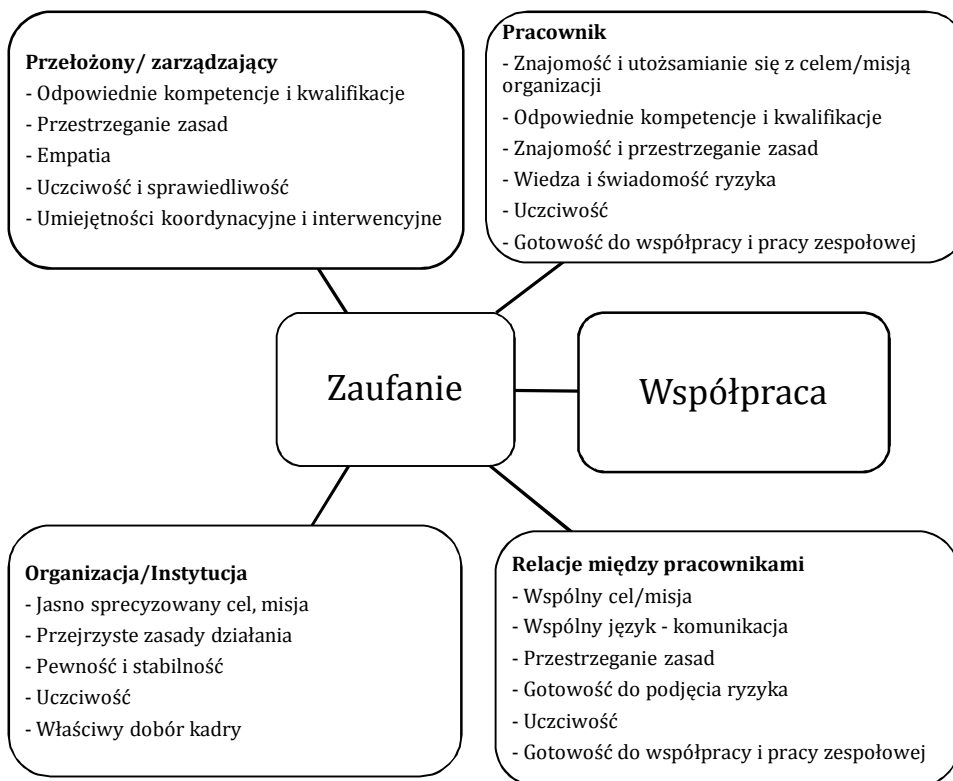 Przełożony/ zarządzający
- Odpowiednie kompetencje i kwalifikacje
- Przestrzeganie zasad
- Empatia
- Uczciwość i sprawiedliwość
- Umiejętności koordynacyjne i interwencyjne
Pracownik
- Znajomość i utożsamianie się z celem/misją
organizacji
- Odpowiednie kompetencje i kwalifikacje
- Znajomość i przestrzeganie zasad
- Wiedza i świadomość ryzyka
- Uczciwość
- Gotowość do współpracy i pracy zespołowej
Zaufanie
Współpraca
Organizacja/Instytucja
- Jasno sprecyzowany cel, misja
- Przejrzyste zasady działania
- Pewność i stabilność
- Uczciwość
- Właściwy dobór kadry
Relacje między pracownikami
- Wspólny cel/misja
- Wspólny język - komunikacja
- Przestrzeganie zasad
- Gotowość do podjęcia ryzyka
- Uczciwość
- Gotowość do współpracy i pracy zespołowej